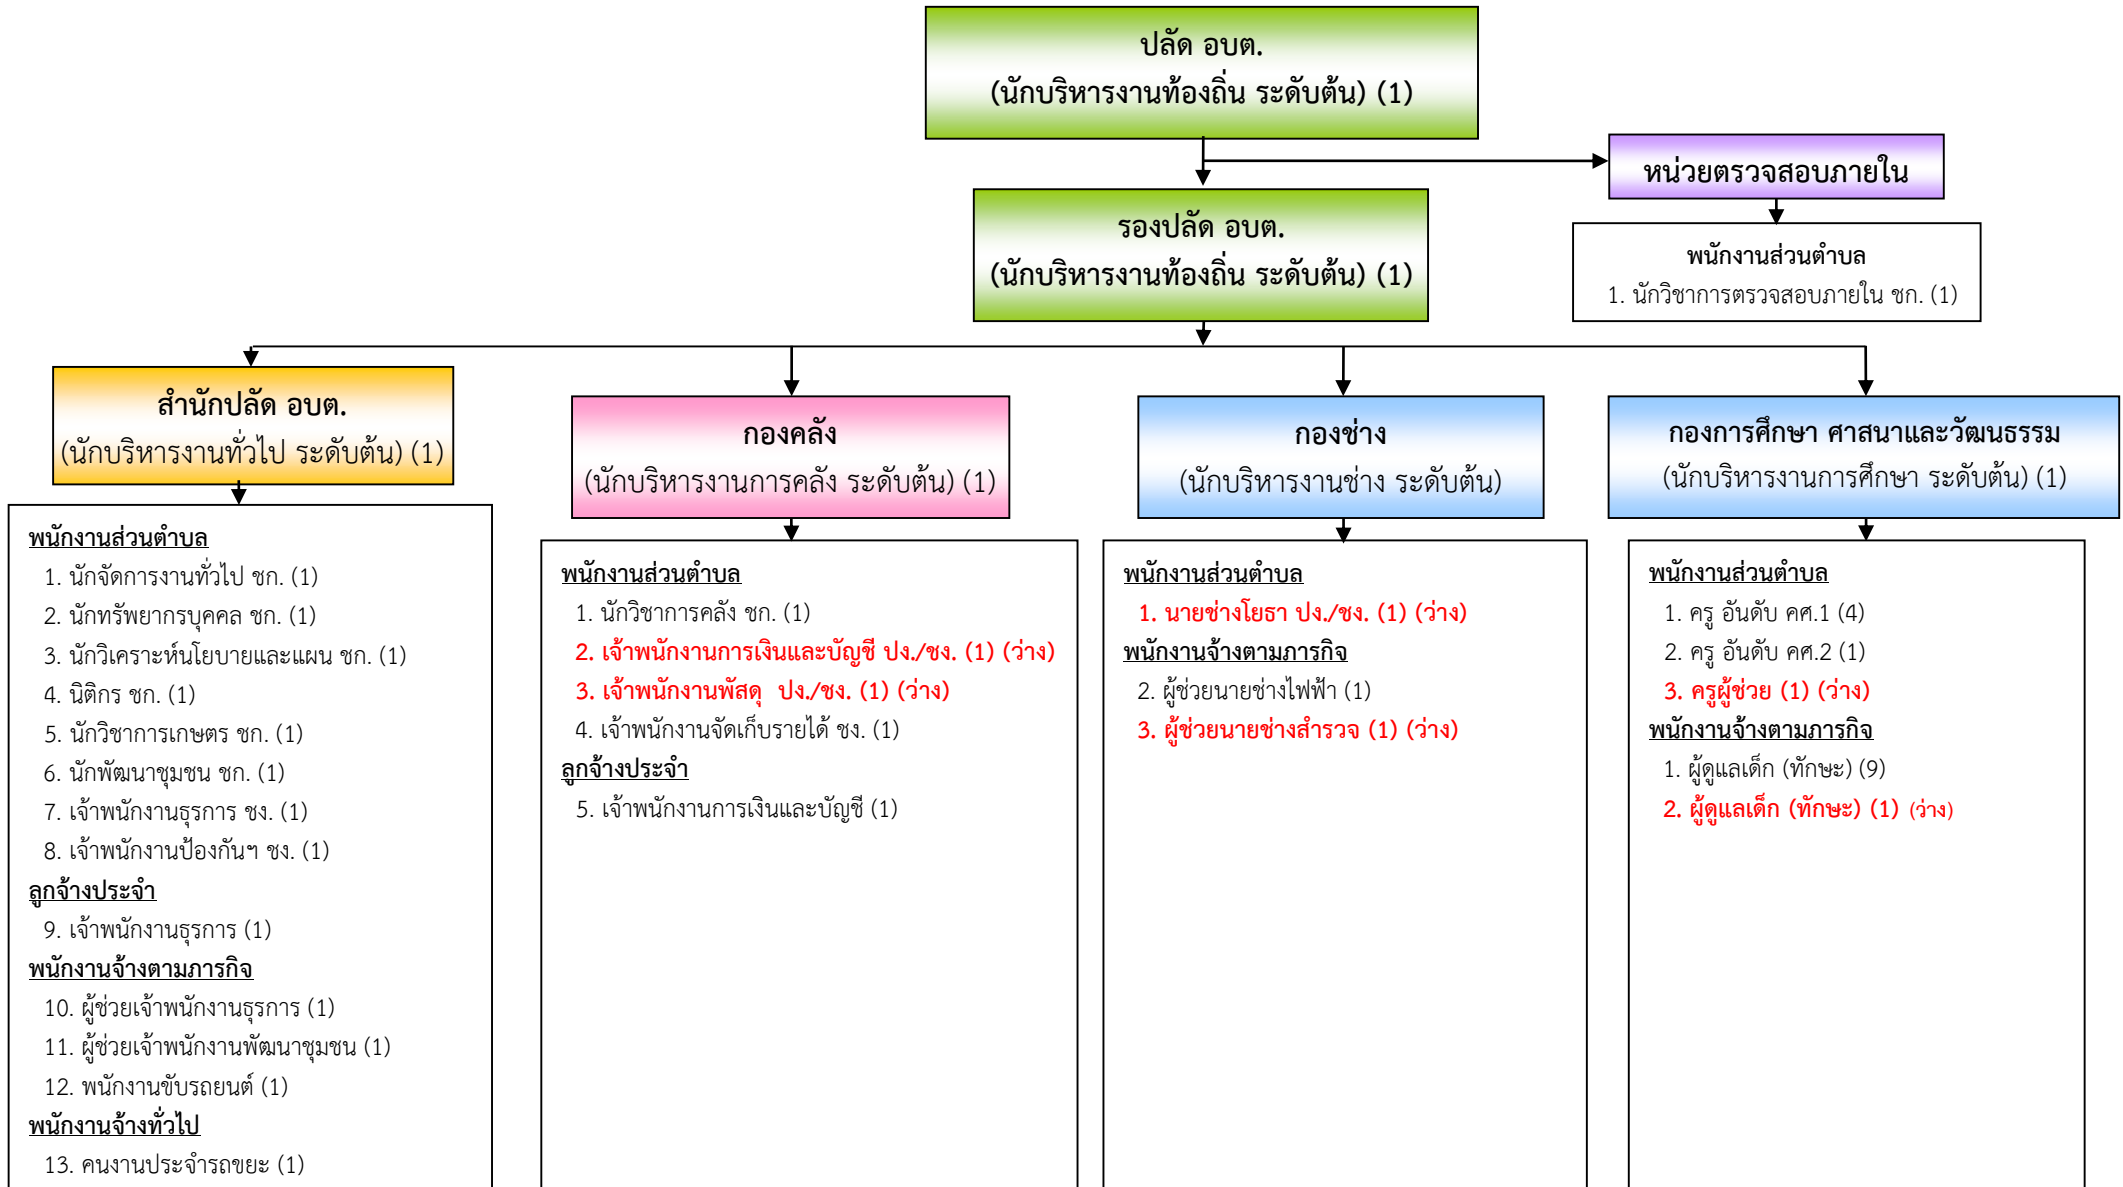 ปลัด อบต.
(นักบริหารงานท้องถิ่น ระดับต้น) (1)
หน่วยตรวจสอบภายใน
พนักงานส่วนตำบล
1. นักวิชาการตรวจสอบภายใน ชก. (1)
รองปลัด อบต.
(นักบริหารงานท้องถิ่น ระดับต้น) (1)
สำนักปลัด อบต.
(นักบริหารงานทั่วไป ระดับต้น) (1)
พนักงานส่วนตำบล
1. นักจัดการงานทั่วไป ชก. (1)
2. นักทรัพยากรบุคคล ชก. (1)
3. นักวิเคราะห์นโยบายและแผน ชก. (1)
4. นิติกร ชก. (1)
5. นักวิชาการเกษตร ชก. (1)
6. นักพัฒนาชุมชน ชก. (1)
7. เจ้าพนักงานธุรการ ชง. (1)
8. เจ้าพนักงานป้องกันฯ ชง. (1)
ลูกจ้างประจำ
9. เจ้าพนักงานธุรการ (1)
พนักงานจ้างตามภารกิจ
10. ผู้ช่วยเจ้าพนักงานธุรการ (1)
11. ผู้ช่วยเจ้าพนักงานพัฒนาชุมชน (1)
12. พนักงานขับรถยนต์ (1)
พนักงานจ้างทั่วไป
13. คนงานประจำรถขยะ (1)
กองคลัง
(นักบริหารงานการคลัง ระดับต้น) (1)
พนักงานส่วนตำบล
1. นักวิชาการคลัง ชก. (1)
2. เจ้าพนักงานการเงินและบัญชี ปง./ชง. (1) (ว่าง)
3. เจ้าพนักงานพัสดุ ปง./ชง. (1) (ว่าง)
4. เจ้าพนักงานจัดเก็บรายได้ ชง. (1)
ลูกจ้างประจำ
5. เจ้าพนักงานการเงินและบัญชี (1)
กองช่าง
(นักบริหารงานช่าง ระดับต้น)
พนักงานส่วนตำบล
1. นายช่างโยธา ปง./ชง. (1) (ว่าง)
พนักงานจ้างตามภารกิจ
2. ผู้ช่วยนายช่างไฟฟ้า (1)
3. ผู้ช่วยนายช่างสำรวจ (1) (ว่าง)
กองการศึกษา ศาสนาและวัฒนธรรม
(นักบริหารงานการศึกษา ระดับต้น) (1)
พนักงานส่วนตำบล
1. ครู อันดับ คศ.1 (4)
2. ครู อันดับ คศ.2 (1)
3. ครูผู้ช่วย (1) (ว่าง)
พนักงานจ้างตามภารกิจ
1. ผู้ดูแลเด็ก (ทักษะ) (9)
2. ผู้ดูแลเด็ก (ทักษะ) (1) (ว่าง)